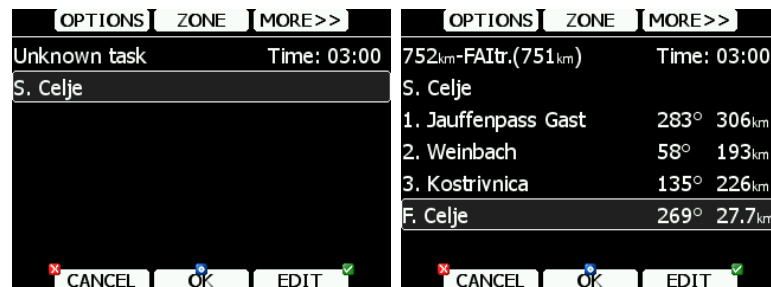 OPTIONS ZONE MORE>>
Unknown task Time: 03:00
S. Celje
CANCEL OK EDIT
OPTIONS ZONE MORE>>
752km-FAItr.(751km) Time: 03:00
S. Celje
1. Jauffenpass Gast 283° 306km
2. Weinbach 58° 193km
3. Kostrivnica 135° 226km
F. Celje 269° 27.7km
CANCEL OK EDIT